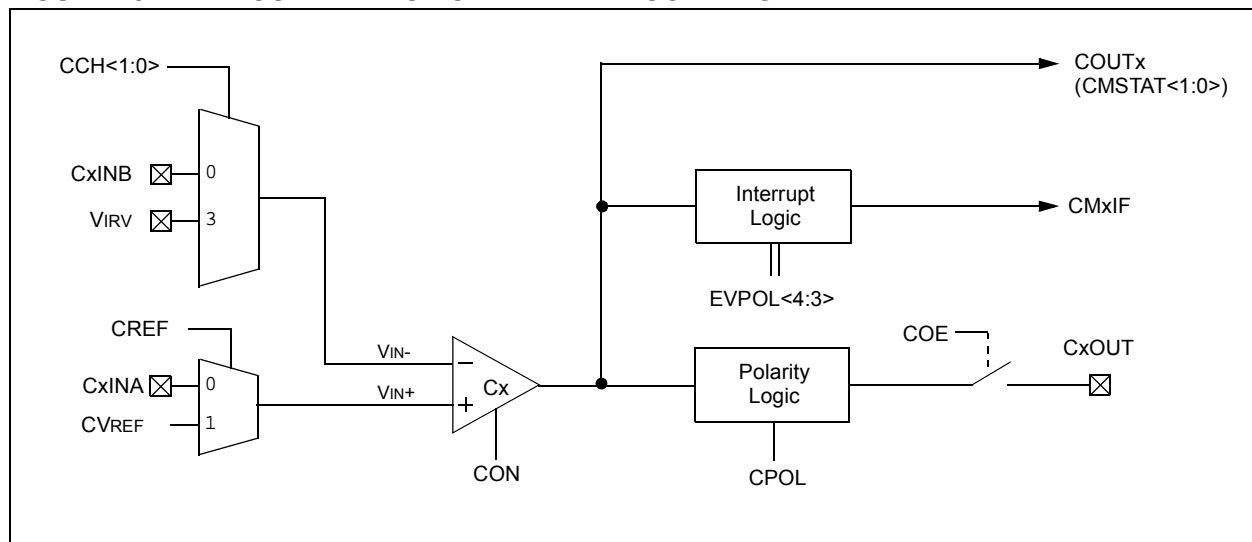 CCH<1:0>
COUTx
(CMSTAT<1:0>)
CxINB
0
VIRV
3
Interrupt
Logic
CMxIF
EVPOL<4:3>
CREF
CxINA
0
CVREF
1
VIN-
VIN+
Cx
CON
Polarity
Logic
CPOL
COE
CxOUT